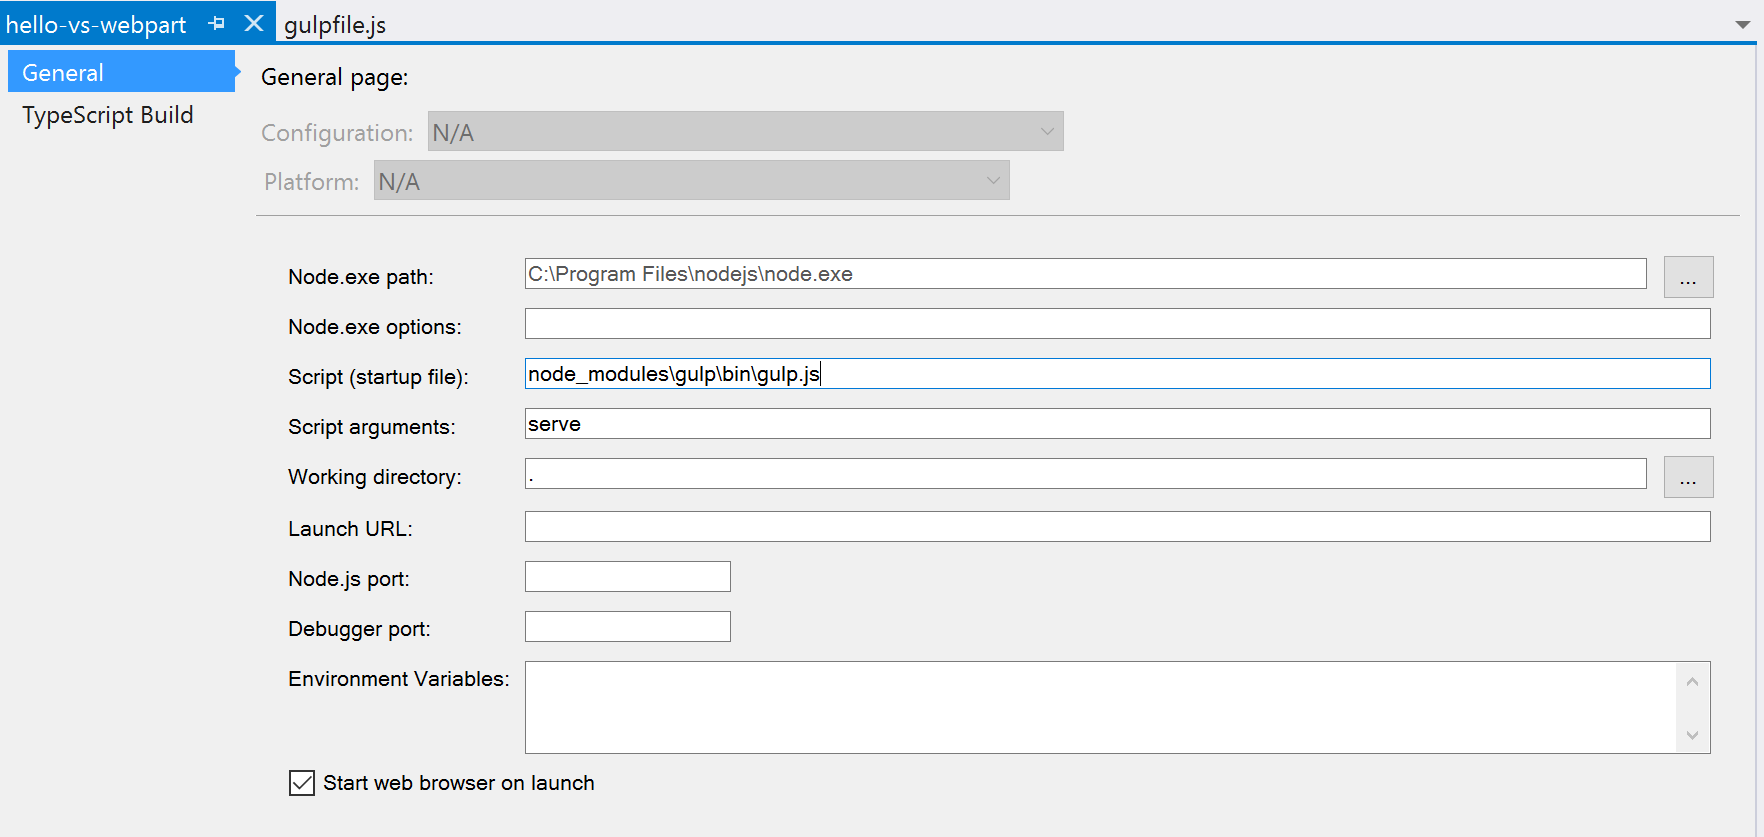 hello-vs-webpart gulpfile.js
General
TypeScript Build
General page:
Configuration: N/A
Platform: N/A
Node.exe path: C:\Program Files\nodejs\node.exe ...
Node.exe options:
Script (startup file): node_modules\gulp\bin\gulp.js
Script arguments: serve
Working directory: . ...
Launch URL:
Node.js port:
Debugger port:
Environment Variables:
Start web browser on launch